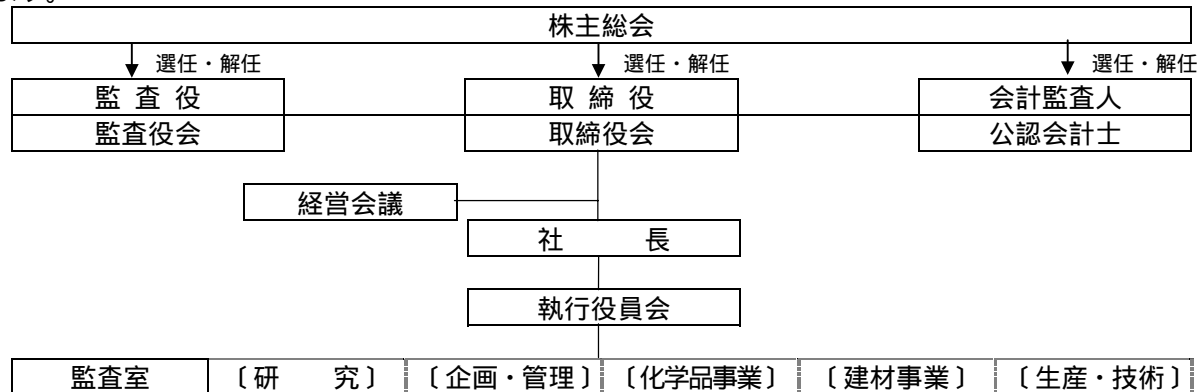 株主総会
選任・解任 選任・解任 選任・解任
監査役 取締役 会計監査人
監査役会 取締役会 公認会計士
経営会議
社長
執行役員会
監査室 〔研究〕 〔企画・管理〕 〔化学品事業〕 〔建材事業〕 〔生産・技術〕